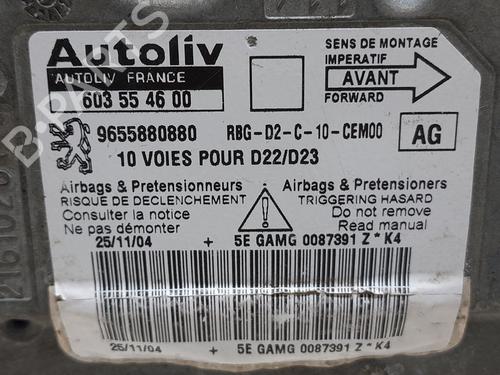 Autoliv
AUTOLIV FRANCE
603 55 46 00
SENS DE MONTAGE
IMPERATIF
AVANT
FORWARD
9655880880
RBG-D2-C-10-CEM00
AG
10 VOIES POUR D22/D23
Airbags & Pretensionneurs
RISQUE DE DECLENCHEMENT
Consulter la notice
Ne pas démonter
Airbags & Pretensioners
TRIGGERING HASARD
Do not remove
Read manual
25/11/04 + 5E GAMG 0087391 Z * K4
25/11/04 + 5E GAMG 0087391 Z * K4
B-PARTS